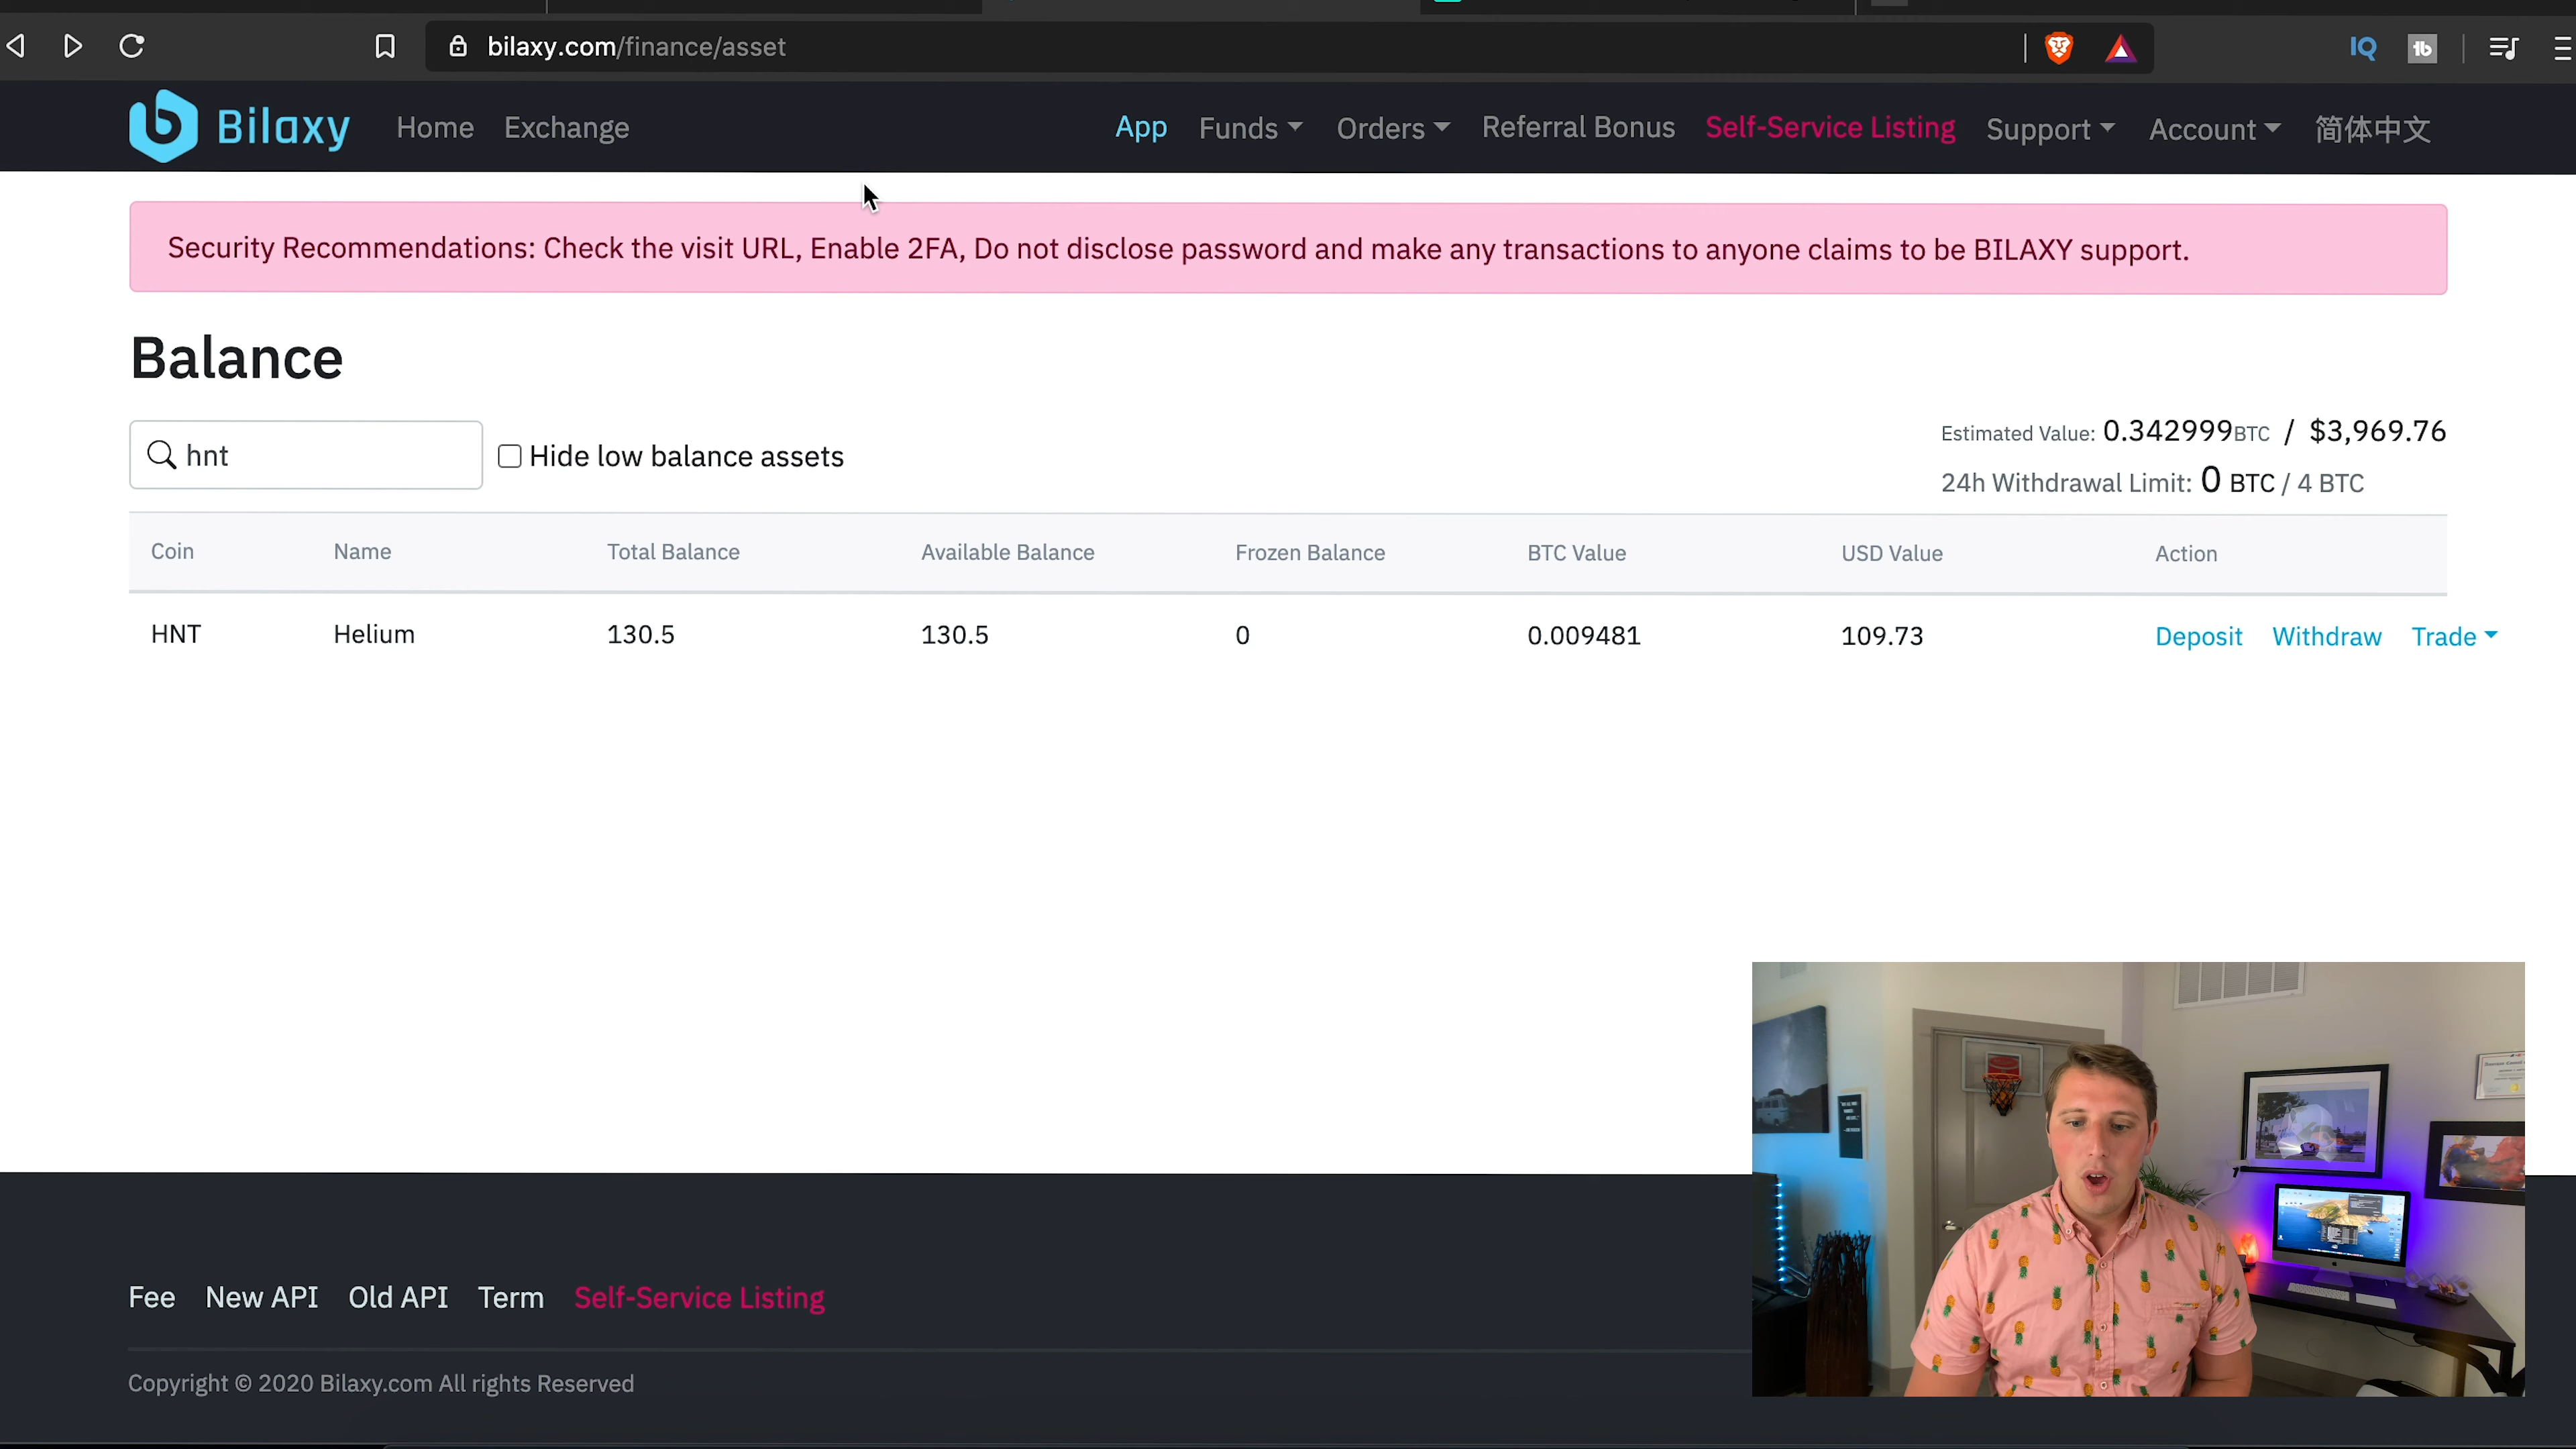 bilaxy.com/finance/asset
IQ
Bilaxy Home Exchange App Funds Orders Referral Bonus Self-Service Listing Support Account 简体中文
Security Recommendations: Check the visit URL, Enable 2FA, Do not disclose password and make any transactions to anyone claims to be BILAXY support.
Balance
hnt
Hide low balance assets
Estimated Value: 0.342999BTC / $3,969.76
24h Withdrawal Limit: 0 BTC / 4 BTC
Coin Name Total Balance Available Balance Frozen Balance BTC Value USD Value Action
HNT Helium 130.5 130.5 0 0.009481 109.73 Deposit Withdraw Trade
Fee New API Old API Term Self-Service Listing
Copyright © 2020 Bilaxy.com All rights Reserved